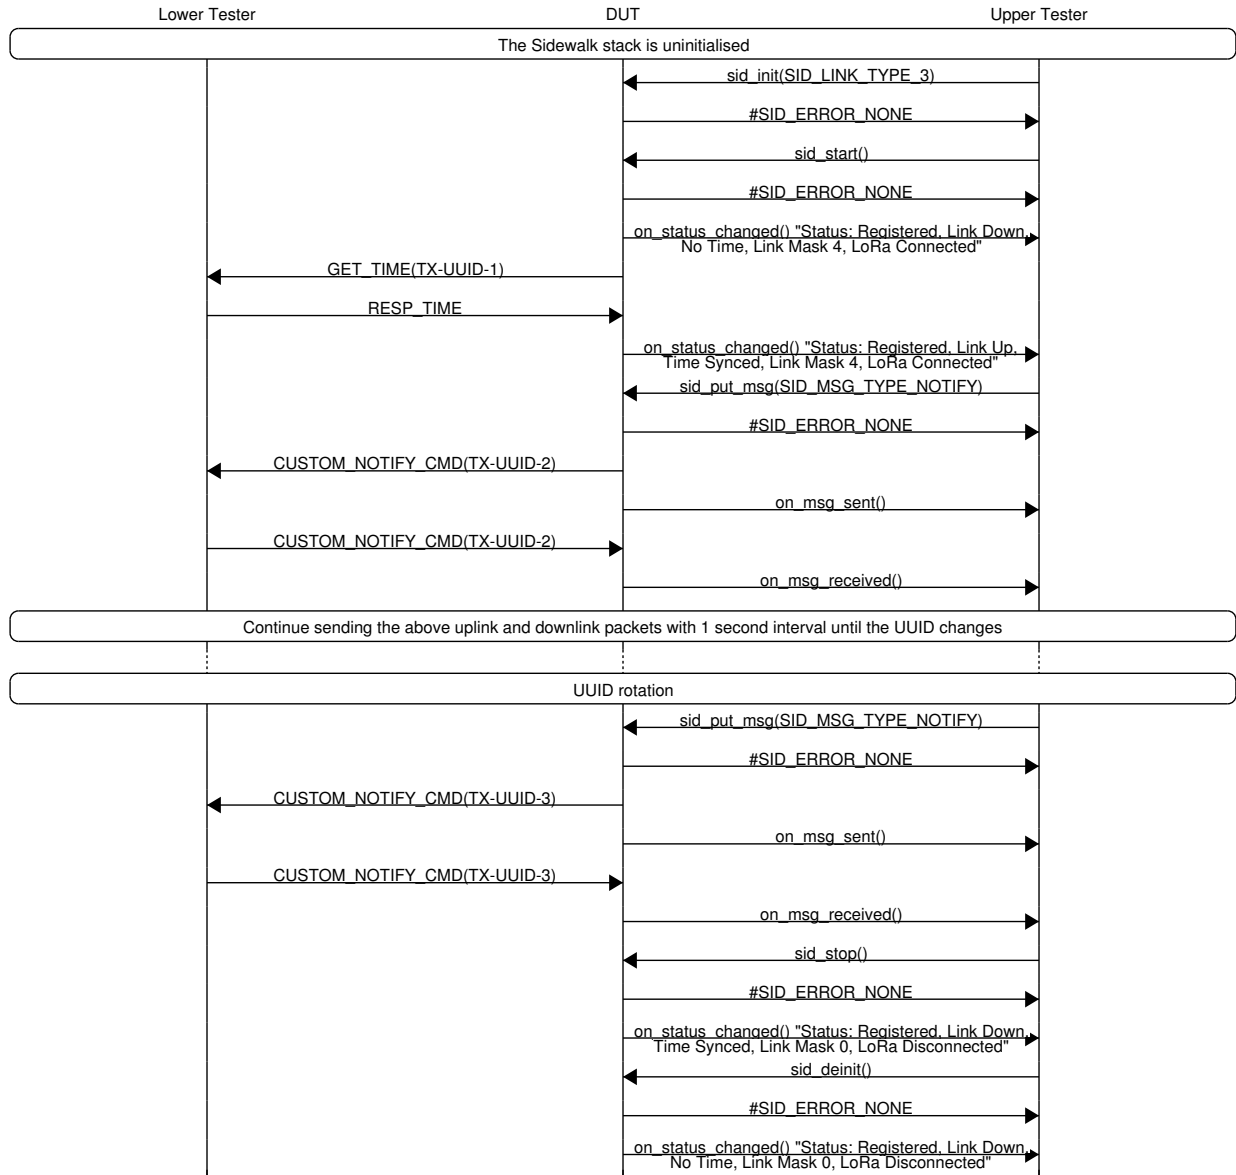 Lower Tester DUT Upper Tester
The Sidewalk stack is uninitialised
sid_init(SID_LINK_TYPE_3)
#SID_ERROR_NONE
sid_start()
#SID_ERROR_NONE
on_status_changed() "Status: Registered, Link Down,
No Time, Link Mask 4, LoRa Connected"
GET_TIME(TX-UUID-1)
RESP_TIME
on_status_changed() "Status: Registered, Link Up,
Time Synced, Link Mask 4, LoRa Connected"
sid_put_msg(SID_MSG_TYPE_NOTIFY)
#SID_ERROR_NONE
CUSTOM_NOTIFY_CMD(TX-UUID-2)
on_msg_sent()
CUSTOM_NOTIFY_CMD(TX-UUID-2)
on_msg_received()
Continue sending the above uplink and downlink packets with 1 second interval until the UUID changes
UUID rotation
sid_put_msg(SID_MSG_TYPE_NOTIFY)
#SID_ERROR_NONE
CUSTOM_NOTIFY_CMD(TX-UUID-3)
on_msg_sent()
CUSTOM_NOTIFY_CMD(TX-UUID-3)
on_msg_received()
sid_stop()
#SID_ERROR_NONE
on_status_changed() "Status: Registered, Link Down,
Time Synced, Link Mask 0, LoRa Disconnected"
sid_deinit()
#SID_ERROR_NONE
on_status_changed() "Status: Registered, Link Down,
No Time, Link Mask 0, LoRa Disconnected"